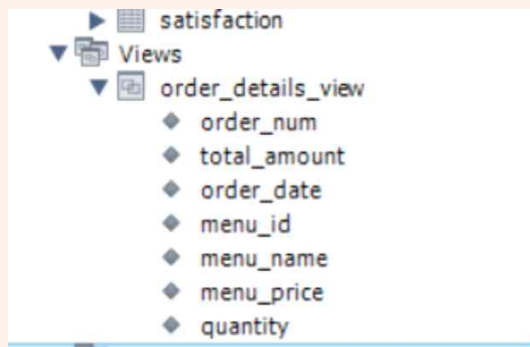 satisfaction
Views
order_details_view
order_num
total_amount
order_date
menu_id
menu_name
menu_price
quantity